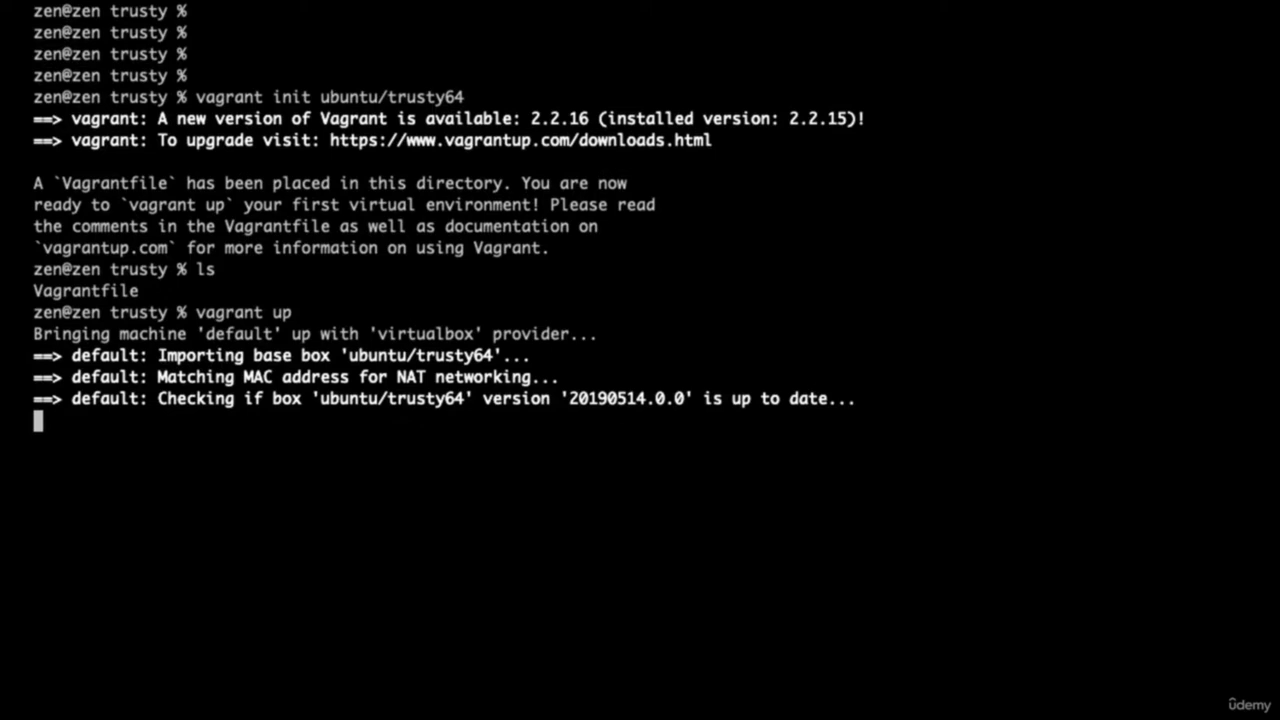 zen@zen trusty %
zen@zen trusty %
zen@zen trusty %
zen@zen trusty %
zen@zen trusty % vagrant init ubuntu/trusty64
==> vagrant: A new version of Vagrant is available: 2.2.16 (installed version: 2.2.15)!
==> vagrant: To upgrade visit: https://www.vagrantup.com/downloads.html
A `Vagrantfile` has been placed in this directory. You are now
ready to `vagrant up` your first virtual environment! Please read
the comments in the Vagrantfile as well as documentation on
`vagrantup.com` for more information on using Vagrant.
zen@zen trusty % ls
Vagrantfile
zen@zen trusty % vagrant up
Bringing machine 'default' up with 'virtualbox' provider...
==> default: Importing base box 'ubuntu/trusty64'...
==> default: Matching MAC address for NAT networking...
==> default: Checking if box 'ubuntu/trusty64' version '20190514.0.0' is up to date...
udemy